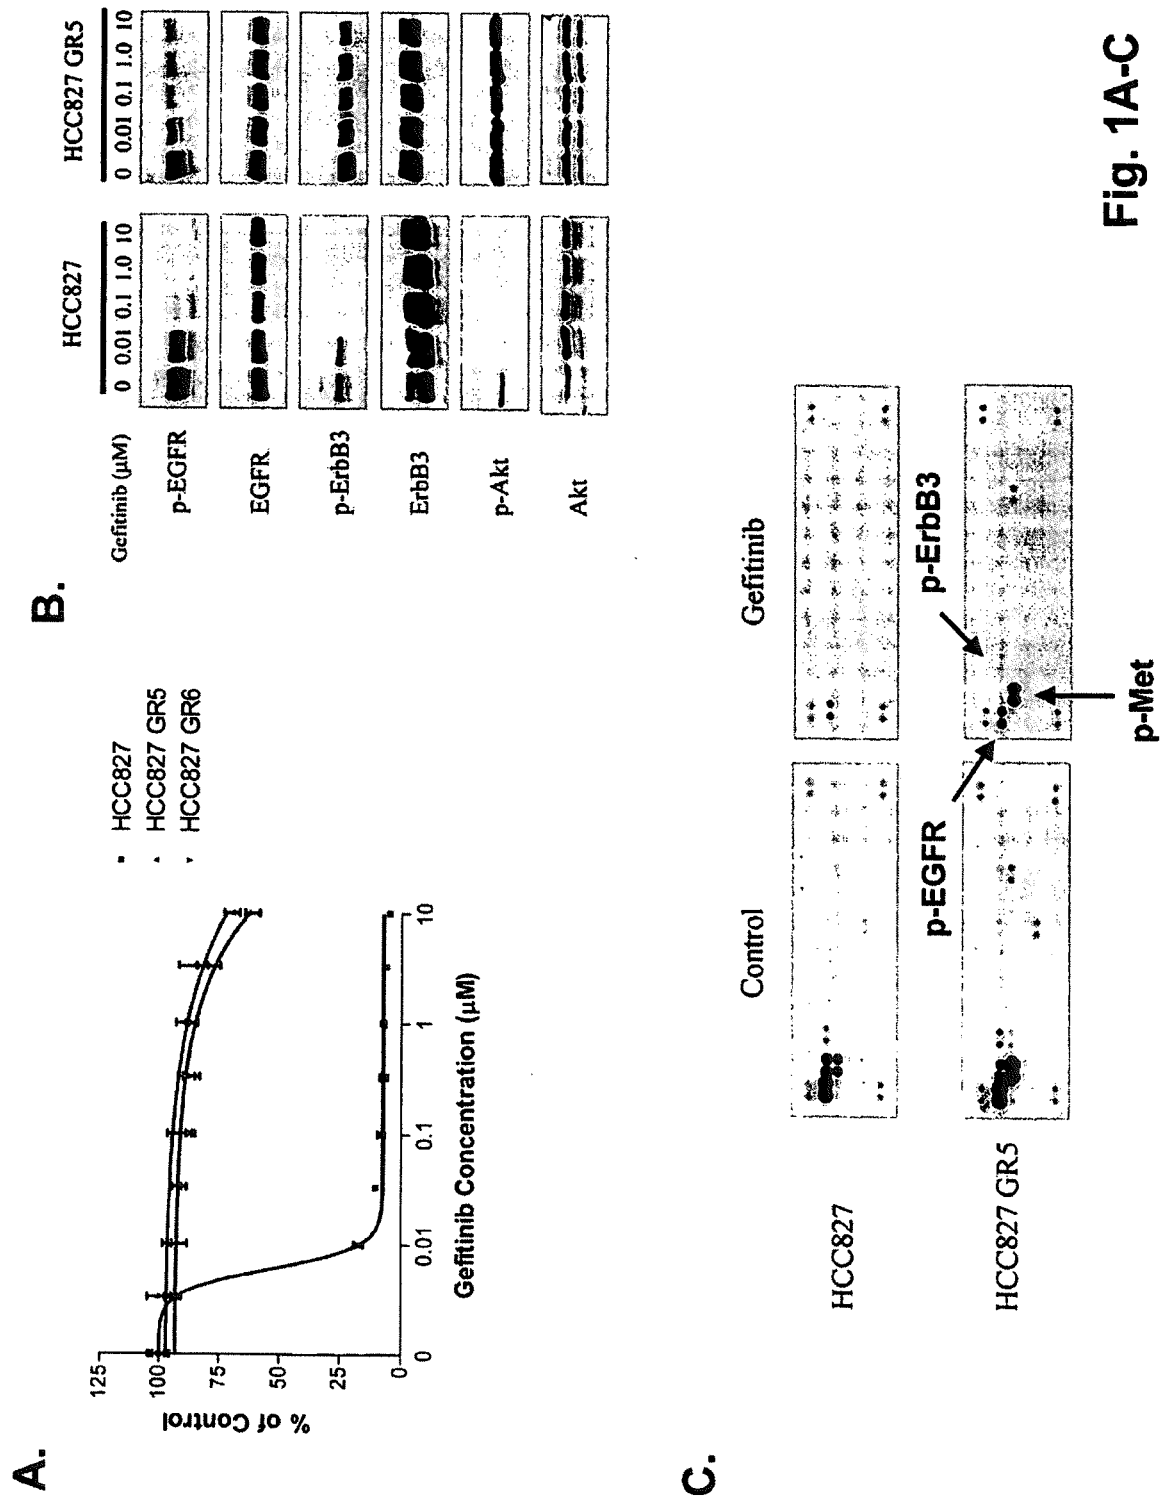 A.
125
100
75
50
25
0
% of Control
0
0.01
0.1
1
10
Gefitinib Concentration (μM)
HCC827
HCC827 GR5
HCC827 GR6
B.
HCC827
HCC827 GR5
Gefitinib (μM)
0 0.01 0.1 1.0 10
0 0.01 0.1 1.0 10
p-EGFR
EGFR
p-ErbB3
ErbB3
p-Akt
Akt
C.
Control
Gefitinib
HCC827
p-EGFR
p-ErbB3
HCC827 GR5
p-Met
Fig. 1A-C